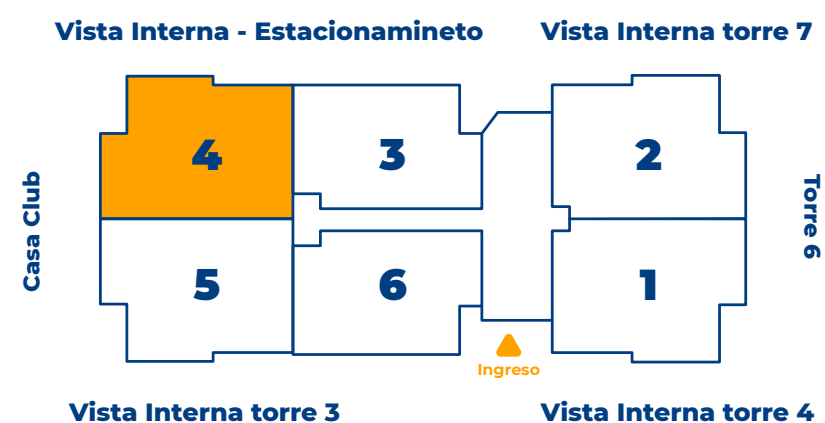 Vista Interna - Estacionamineto
Vista Interna torre 7
4
3
2
Casa Club
Torre 6
5
6
1
Ingreso
Vista Interna torre 3
Vista Interna torre 4